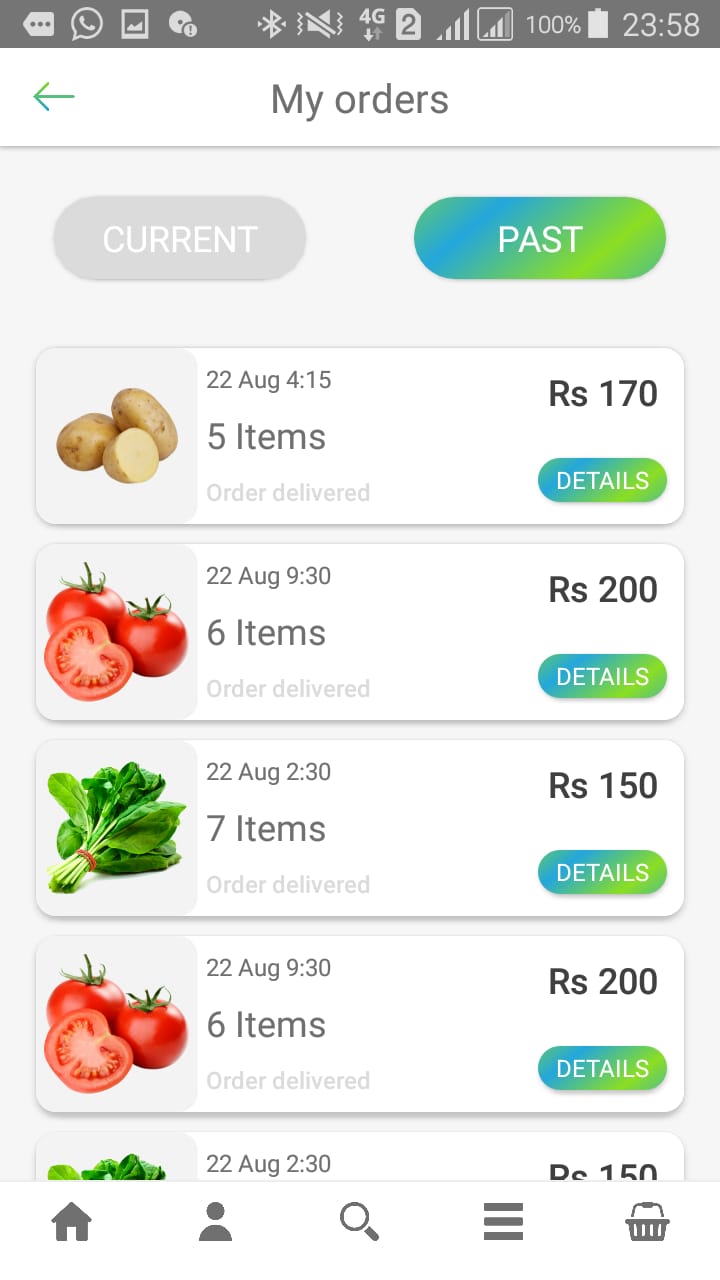 4G 2 100% 23:58
My orders
CURRENT PAST
22 Aug 4:15
Rs 170
5 Items
Order delivered
DETAILS
22 Aug 9:30
Rs 200
6 Items
Order delivered
DETAILS
22 Aug 2:30
Rs 150
7 Items
Order delivered
DETAILS
22 Aug 9:30
Rs 200
6 Items
Order delivered
DETAILS
22 Aug 2:30
Rs 150